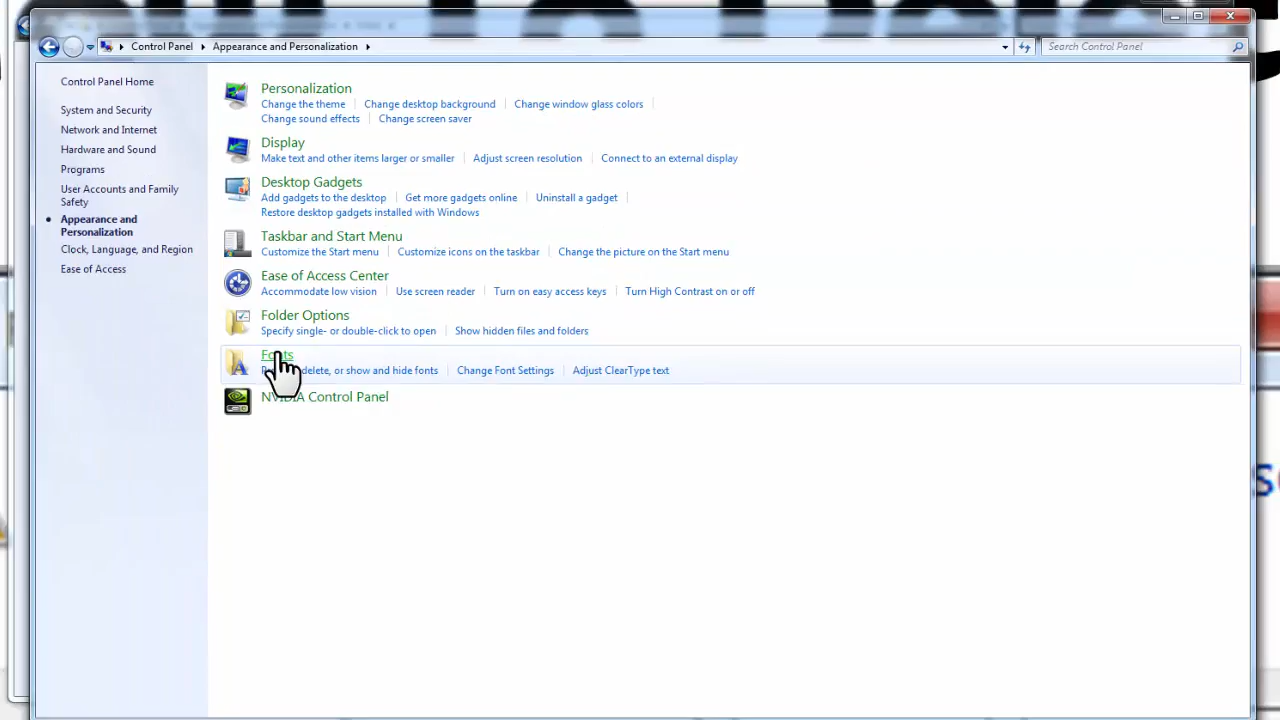 Control Panel Appearance and Personalization Search Control Panel
Control Panel Home
System and Security
Network and Internet
Hardware and Sound
Programs
User Accounts and Family
Safety
Appearance and
Personalization
Clock, Language, and Region
Ease of Access
Personalization
Change the theme Change desktop background Change window glass colors
Change sound effects Change screen saver
Display
Make text and other items larger or smaller Adjust screen resolution Connect to an external display
Desktop Gadgets
Add gadgets to the desktop Get more gadgets online Uninstall a gadget
Restore desktop gadgets installed with Windows
Taskbar and Start Menu
Customize the Start menu Customize icons on the taskbar Change the picture on the Start menu
Ease of Access Center
Accommodate low vision Use screen reader Turn on easy access keys Turn High Contrast on or off
Folder Options
Specify single- or double-click to open Show hidden files and folders
Fonts
delete, or show and hide fonts Change Font Settings Adjust ClearType text
NVIDIA Control Panel